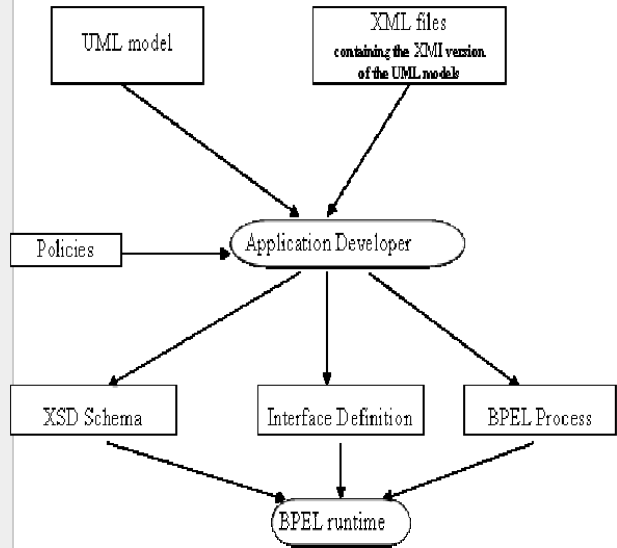 UML model
XML files
containing the XMI version
of the UML models
Policies
Application Developer
XSD Schema
Interface Definition
BPEL Process
BPEL runtime